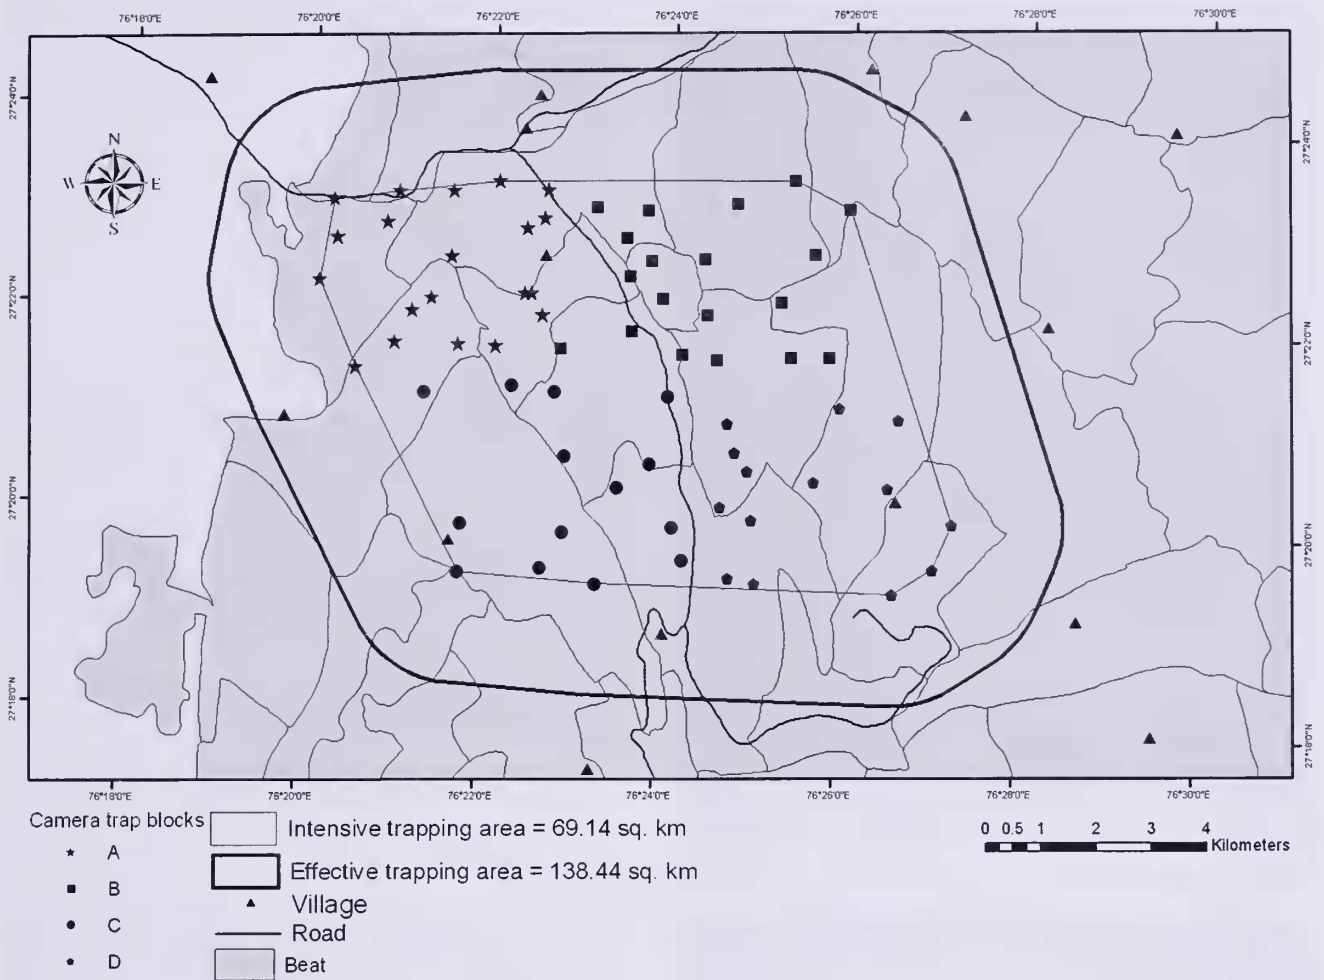 76°18'0"E 76°20'0"E 76°22'0"E 76°24'0"E 76°26'0"E 76°28'0"E 76°30'0"E
27°24'0"N
27°24'0"N
N
W E
S
27°22'0"N
27°22'0"N
27°20'0"N
27°20'0"N
27°18'0"N
27°18'0"N
76°18'0"E 76°20'0"E 76°22'0"E 76°24'0"E 76°26'0"E 76°28'0"E 76°30'0"E
Camera trap blocks
A
B
C
D
Intensive trapping area = 69.14 sq. km
Effective trapping area = 138.44 sq. km
Village
Road
Beat
0 0.5 1 2 3 4
Kilometers